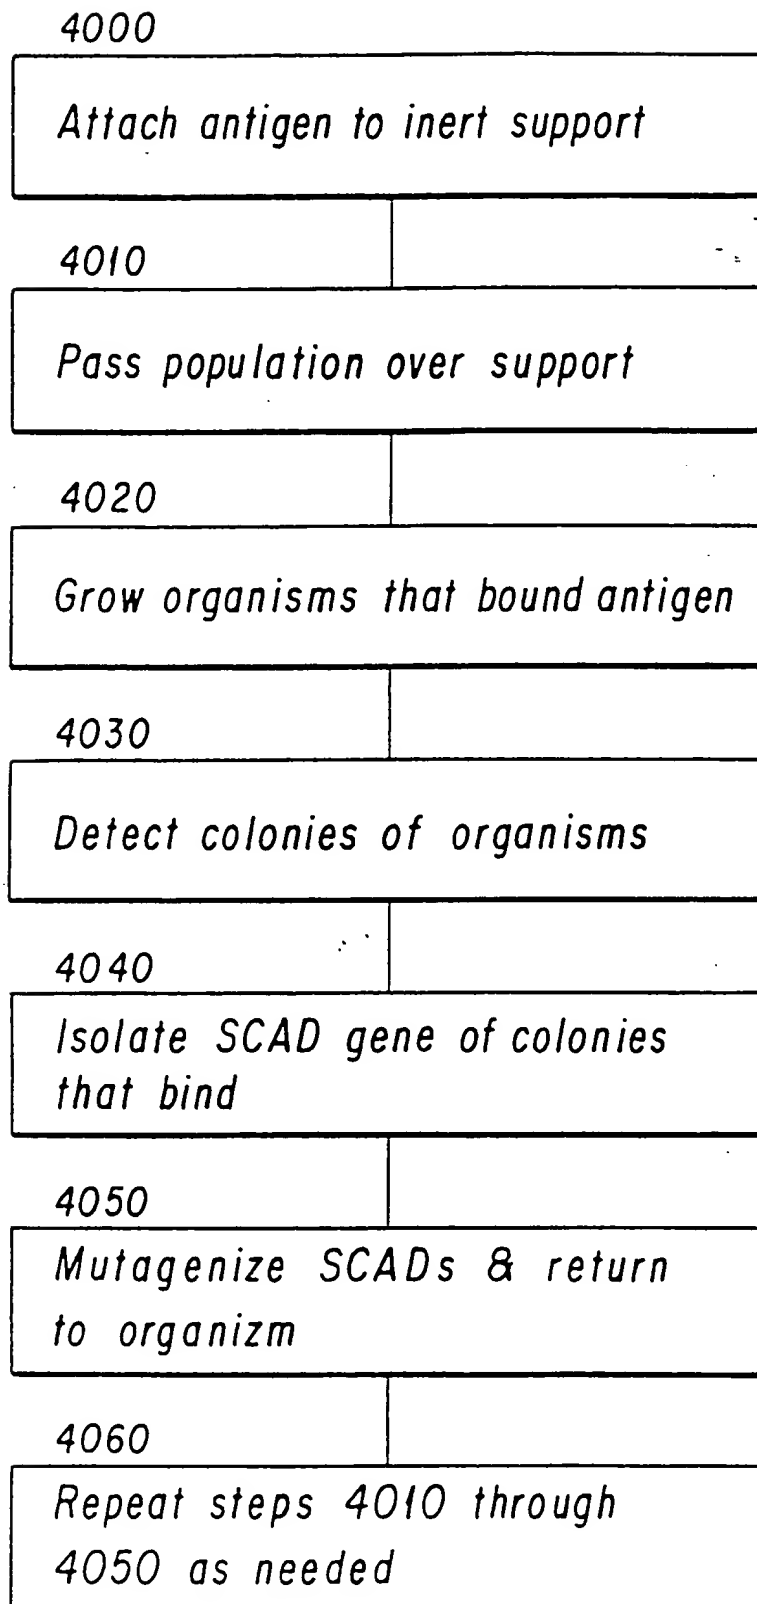 4000
Attach antigen to inert support
4010
Pass population over support
4020
Grow organisms that bound antigen
4030
Detect colonies of organisms
4040
Isolate SCAD gene of colonies
that bind
4050
Mutagenize SCADs & return
to organizm
4060
Repeat steps 4010 through
4050 as needed